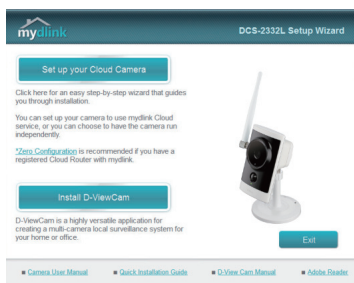 mydlink
DCS-2332L Setup Wizard
Set up your Cloud Camera
Click here for an easy step-by-step wizard that guides
you through installation.
You can set up your camera to use mydlink Cloud
service, or you can choose to have the camera run
independently.
*Zero Configuration is recommended if you have a
registered Cloud Router with mydlink.
Install D-ViewCam
D-ViewCam is a highly versatile application for
creating a multi-camera local surveillance system for
your home or office.
Exit
Camera User Manual
Quick Installation Guide
D-View Cam Manual
Adobe Reader